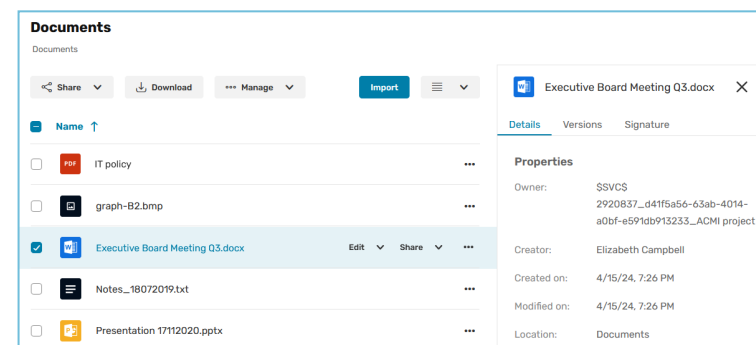 Documents
Documents
Share
Download
Manage
Import
Name
PDF
IT policy
graph-B2.bmp
W
Executive Board Meeting Q3.docx
Edit
Share
Notes_18072019.txt
P
Presentation 17112020.pptx
W
Executive Board Meeting Q3.docx
Details Versions Signature
Properties
Owner: $SVC$
2920837_d41f5a56-63ab-4014-
a0bf-e591db913233_ACMI project
Creator: Elizabeth Campbell
Created on: 4/15/24, 7:26 PM
Modified on: 4/15/24, 7:26 PM
Location: Documents